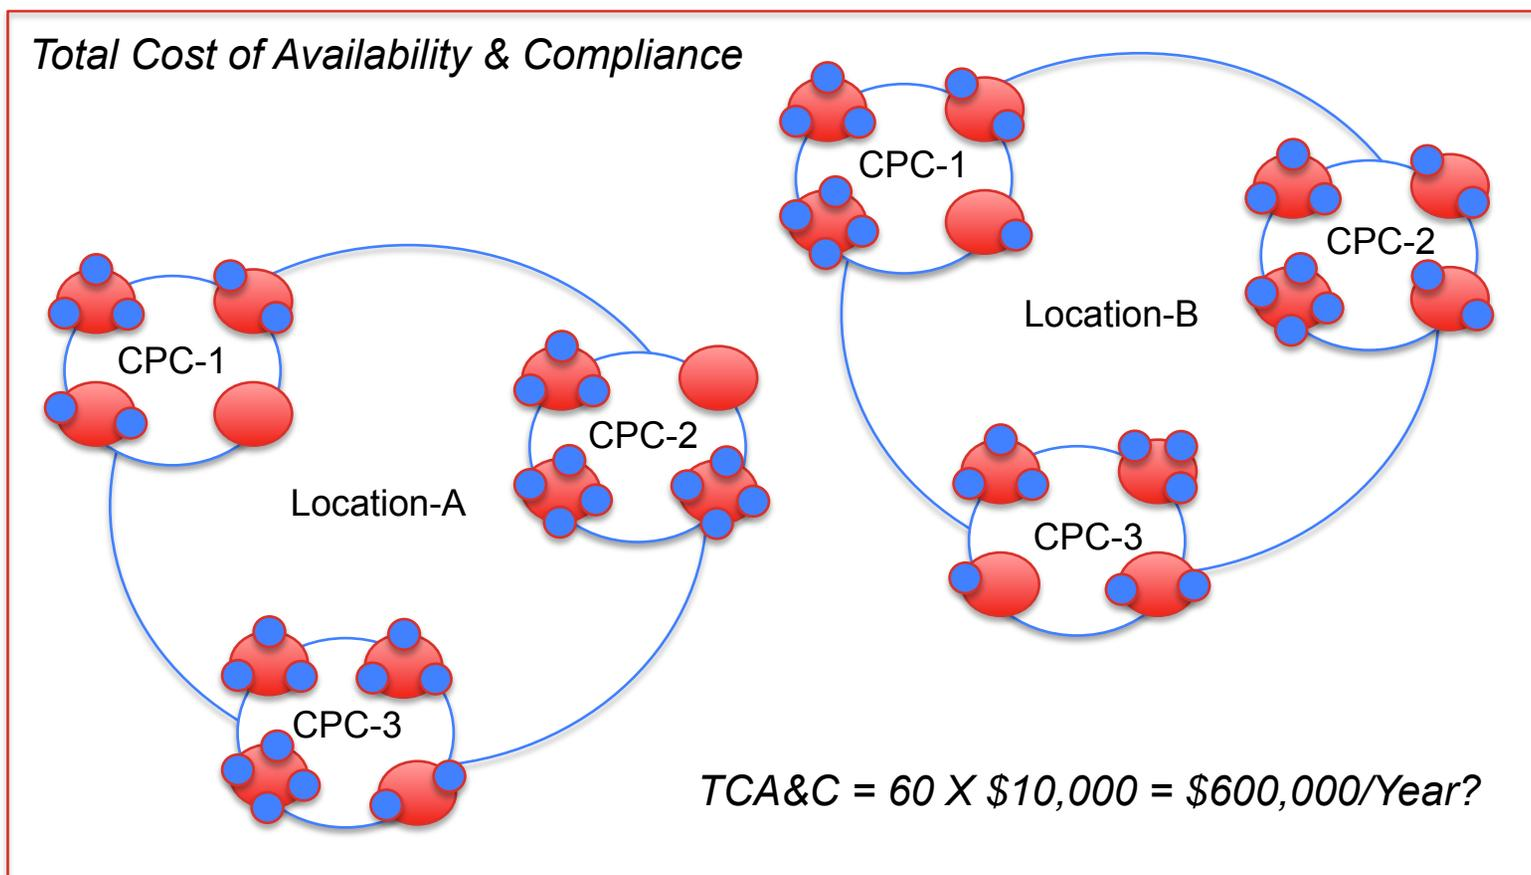 Total Cost of Availability & Compliance
CPC-1
CPC-2
Location-B
CPC-3
CPC-1
CPC-2
Location-A
CPC-3
TCA&C = 60 X $10,000 = $600,000/Year?